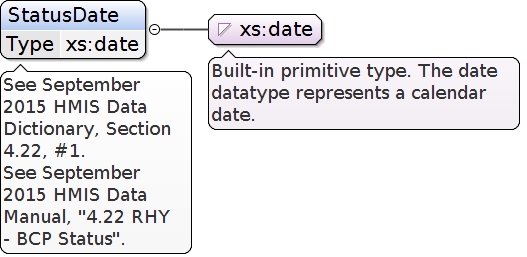 StatusDate
Type xs:date
xs:date
See September
2015 HMIS Data
Dictionary, Section
4.22, #1.
See September
2015 HMIS Data
Manual, "4.22 RHY
- BCP Status".
Built-in primitive type. The date
datatype represents a calendar
date.